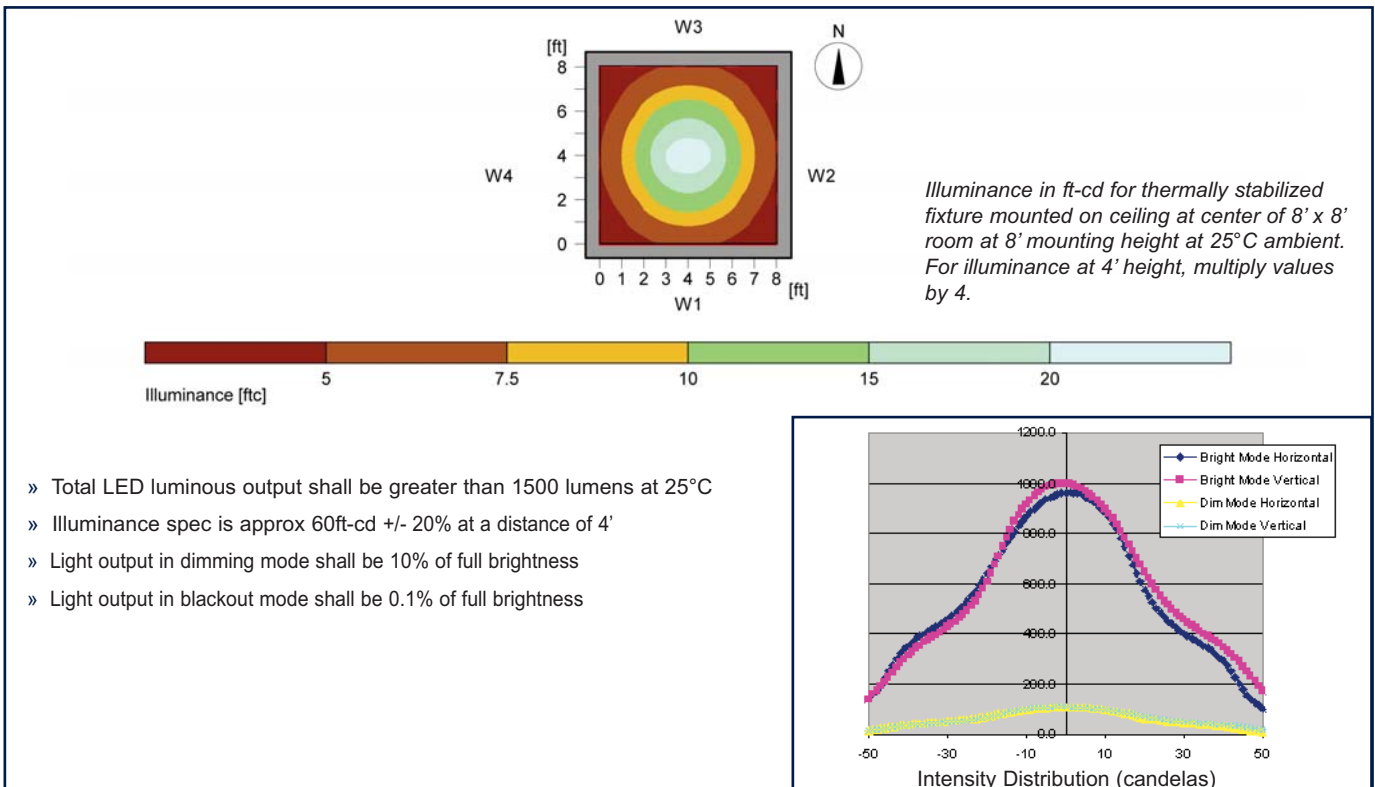 W3
N
[ft]
8
6
4
2
0
W4
W2
0 1 2 3 4 5 6 7 8 [ft]
W1
Illuminance in ft-cd for thermally stabilized
fixture mounted on ceiling at center of 8’ x 8’
room at 8’ mounting height at 25°C ambient.
For illuminance at 4’ height, multiply values
by 4.
5 7.5 10 15 20
Illuminance [ftc]
» Total LED luminous output shall be greater than 1500 lumens at 25°C
» Illuminance spec is approx 60ft-cd +/- 20% at a distance of 4’
» Light output in dimming mode shall be 10% of full brightness
» Light output in blackout mode shall be 0.1% of full brightness
1200.0
1000.0
800.0
600.0
400.0
200.0
0.0
Bright Mode Horizontal
Bright Mode Vertical
Dim Mode Horizontal
Dim Mode Vertical
-50 -30 -10 10 30 50
Intensity Distribution (candelas)